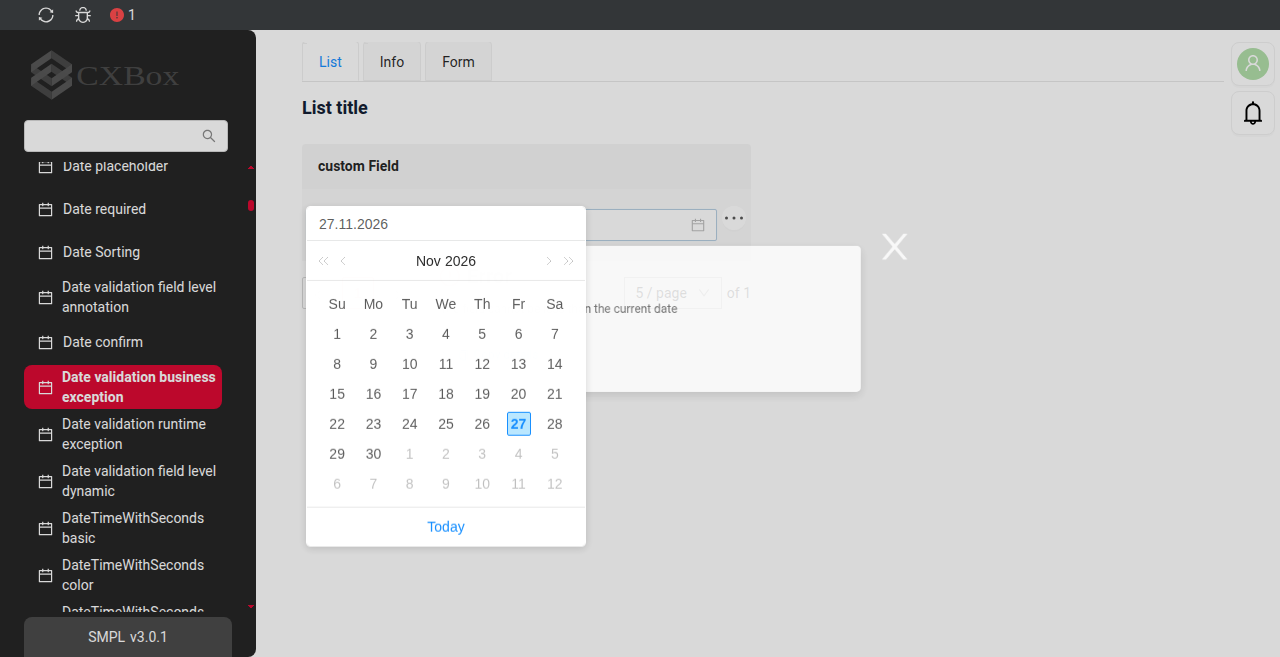 1
CXBox
List
Info
Form
List title
custom Field
Date placeholder
Date required
Date Sorting
Date validation field level
annotation
Date confirm
Date validation business
exception
Date validation runtime
exception
Date validation field level
dynamic
DateTimeWithSeconds
basic
DateTimeWithSeconds
color
DateTimeWithSeconds
SMPL v3.0.1
27.11.2026
Nov 2026
Su Mo Tu We Th Fr Sa
1 2 3 4 5 6 7
8 9 10 11 12 13 14
15 16 17 18 19 20 21
22 23 24 25 26 27 28
29 30 1 2 3 4 5
6 7 8 9 10 11 12
Today
5 / page
of 1
the current date